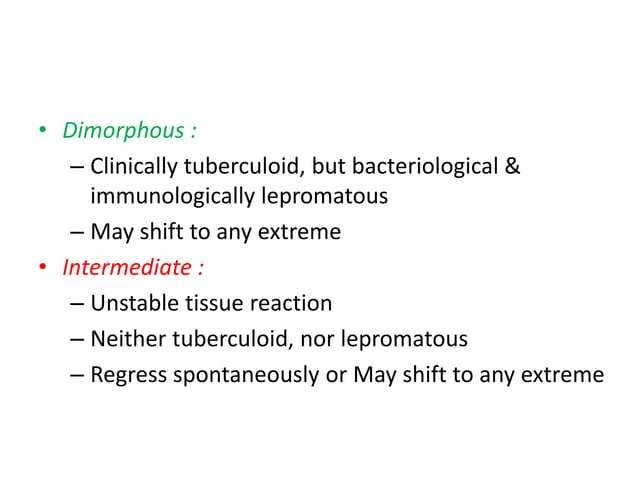 • Dimorphous :
– Clinically tuberculoid, but bacteriological &
immunologically lepromatous
– May shift to any extreme
• Intermediate :
– Unstable tissue reaction
– Neither tuberculoid, nor lepromatous
– Regress spontaneously or May shift to any extreme